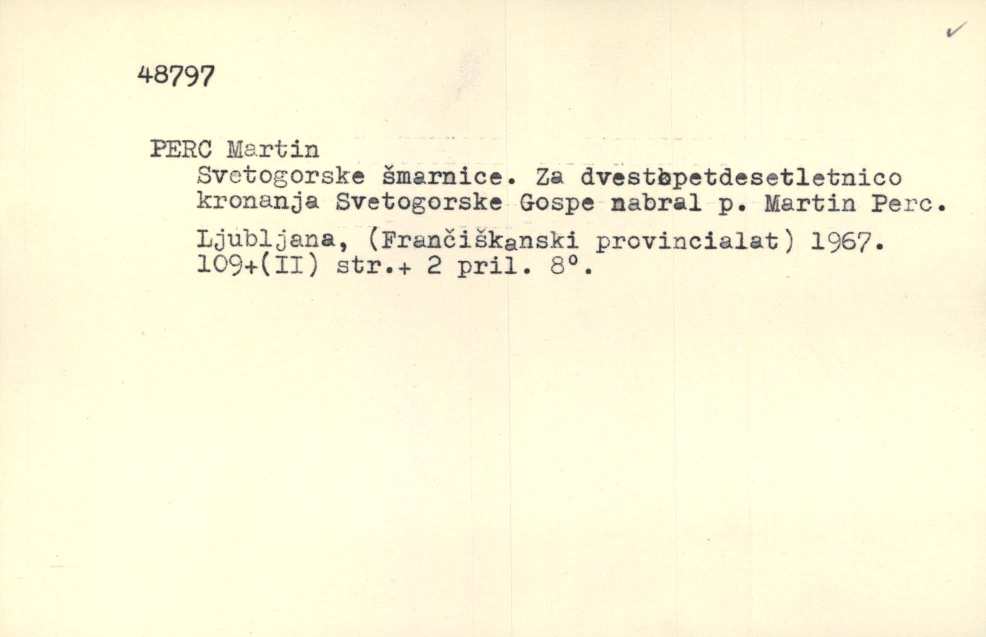 48797
PERC Martin
Svetogorske šmarnice. Za dvestopetdesetletnico
kronanja Svetogorske Gospe nabral p. Martin Perc.
Ljubljana, (Frančiškanski provincialat) 1967.
109+(II) str.+ 2 pril. 8°.